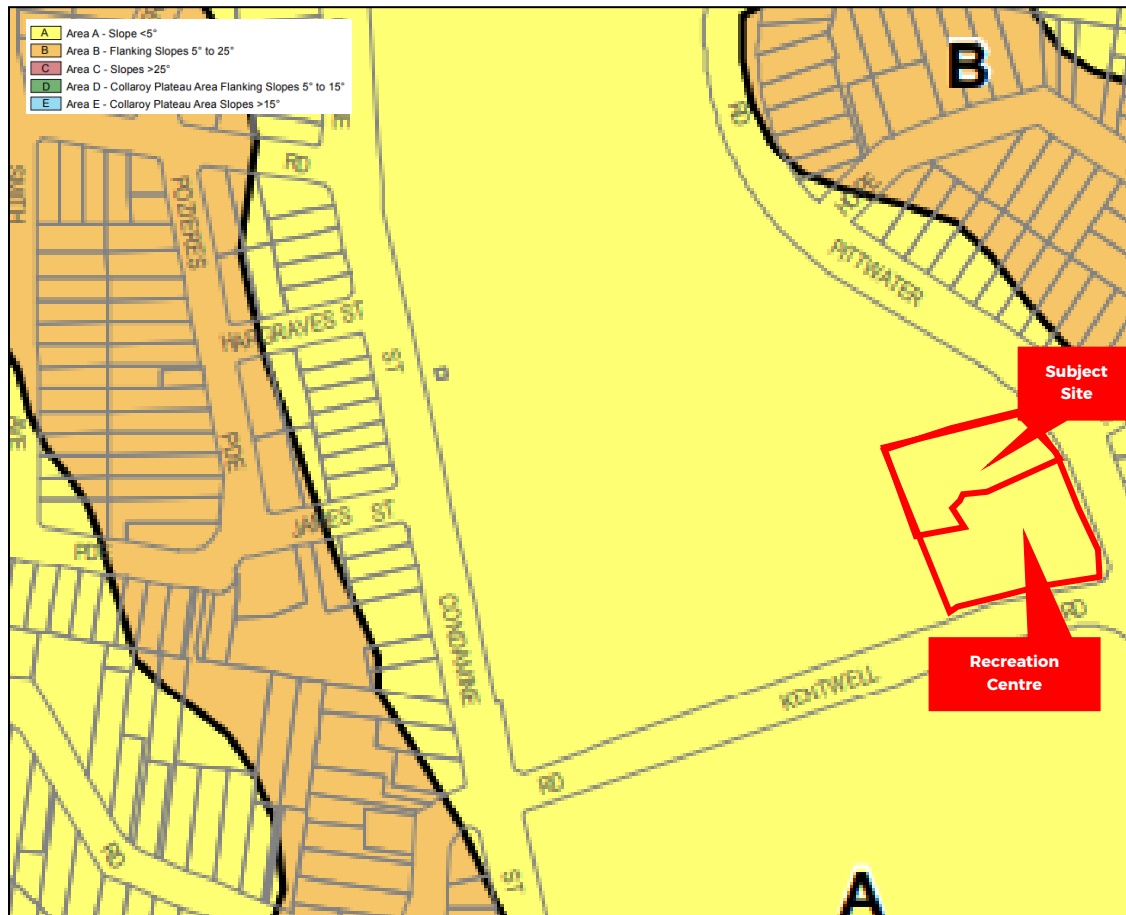 A Area A - Slope <5°
B Area B - Flanking Slopes 5° to 25°
C Area C - Slopes >25°
D Area D - Collaroy Plateau Area Flanking Slopes 5° to 15°
E Area E - Collaroy Plateau Area Slopes >15°
B
RD
E
RD
SMITH
POZIERES
PITTWATER
HARGRAVES ST
ST
Subject
Site
AVE
PDE
JAMES ST
PDE
CONDAMINE
RD
Recreation
Centre
KENTWELL
RD
RD
ST
A